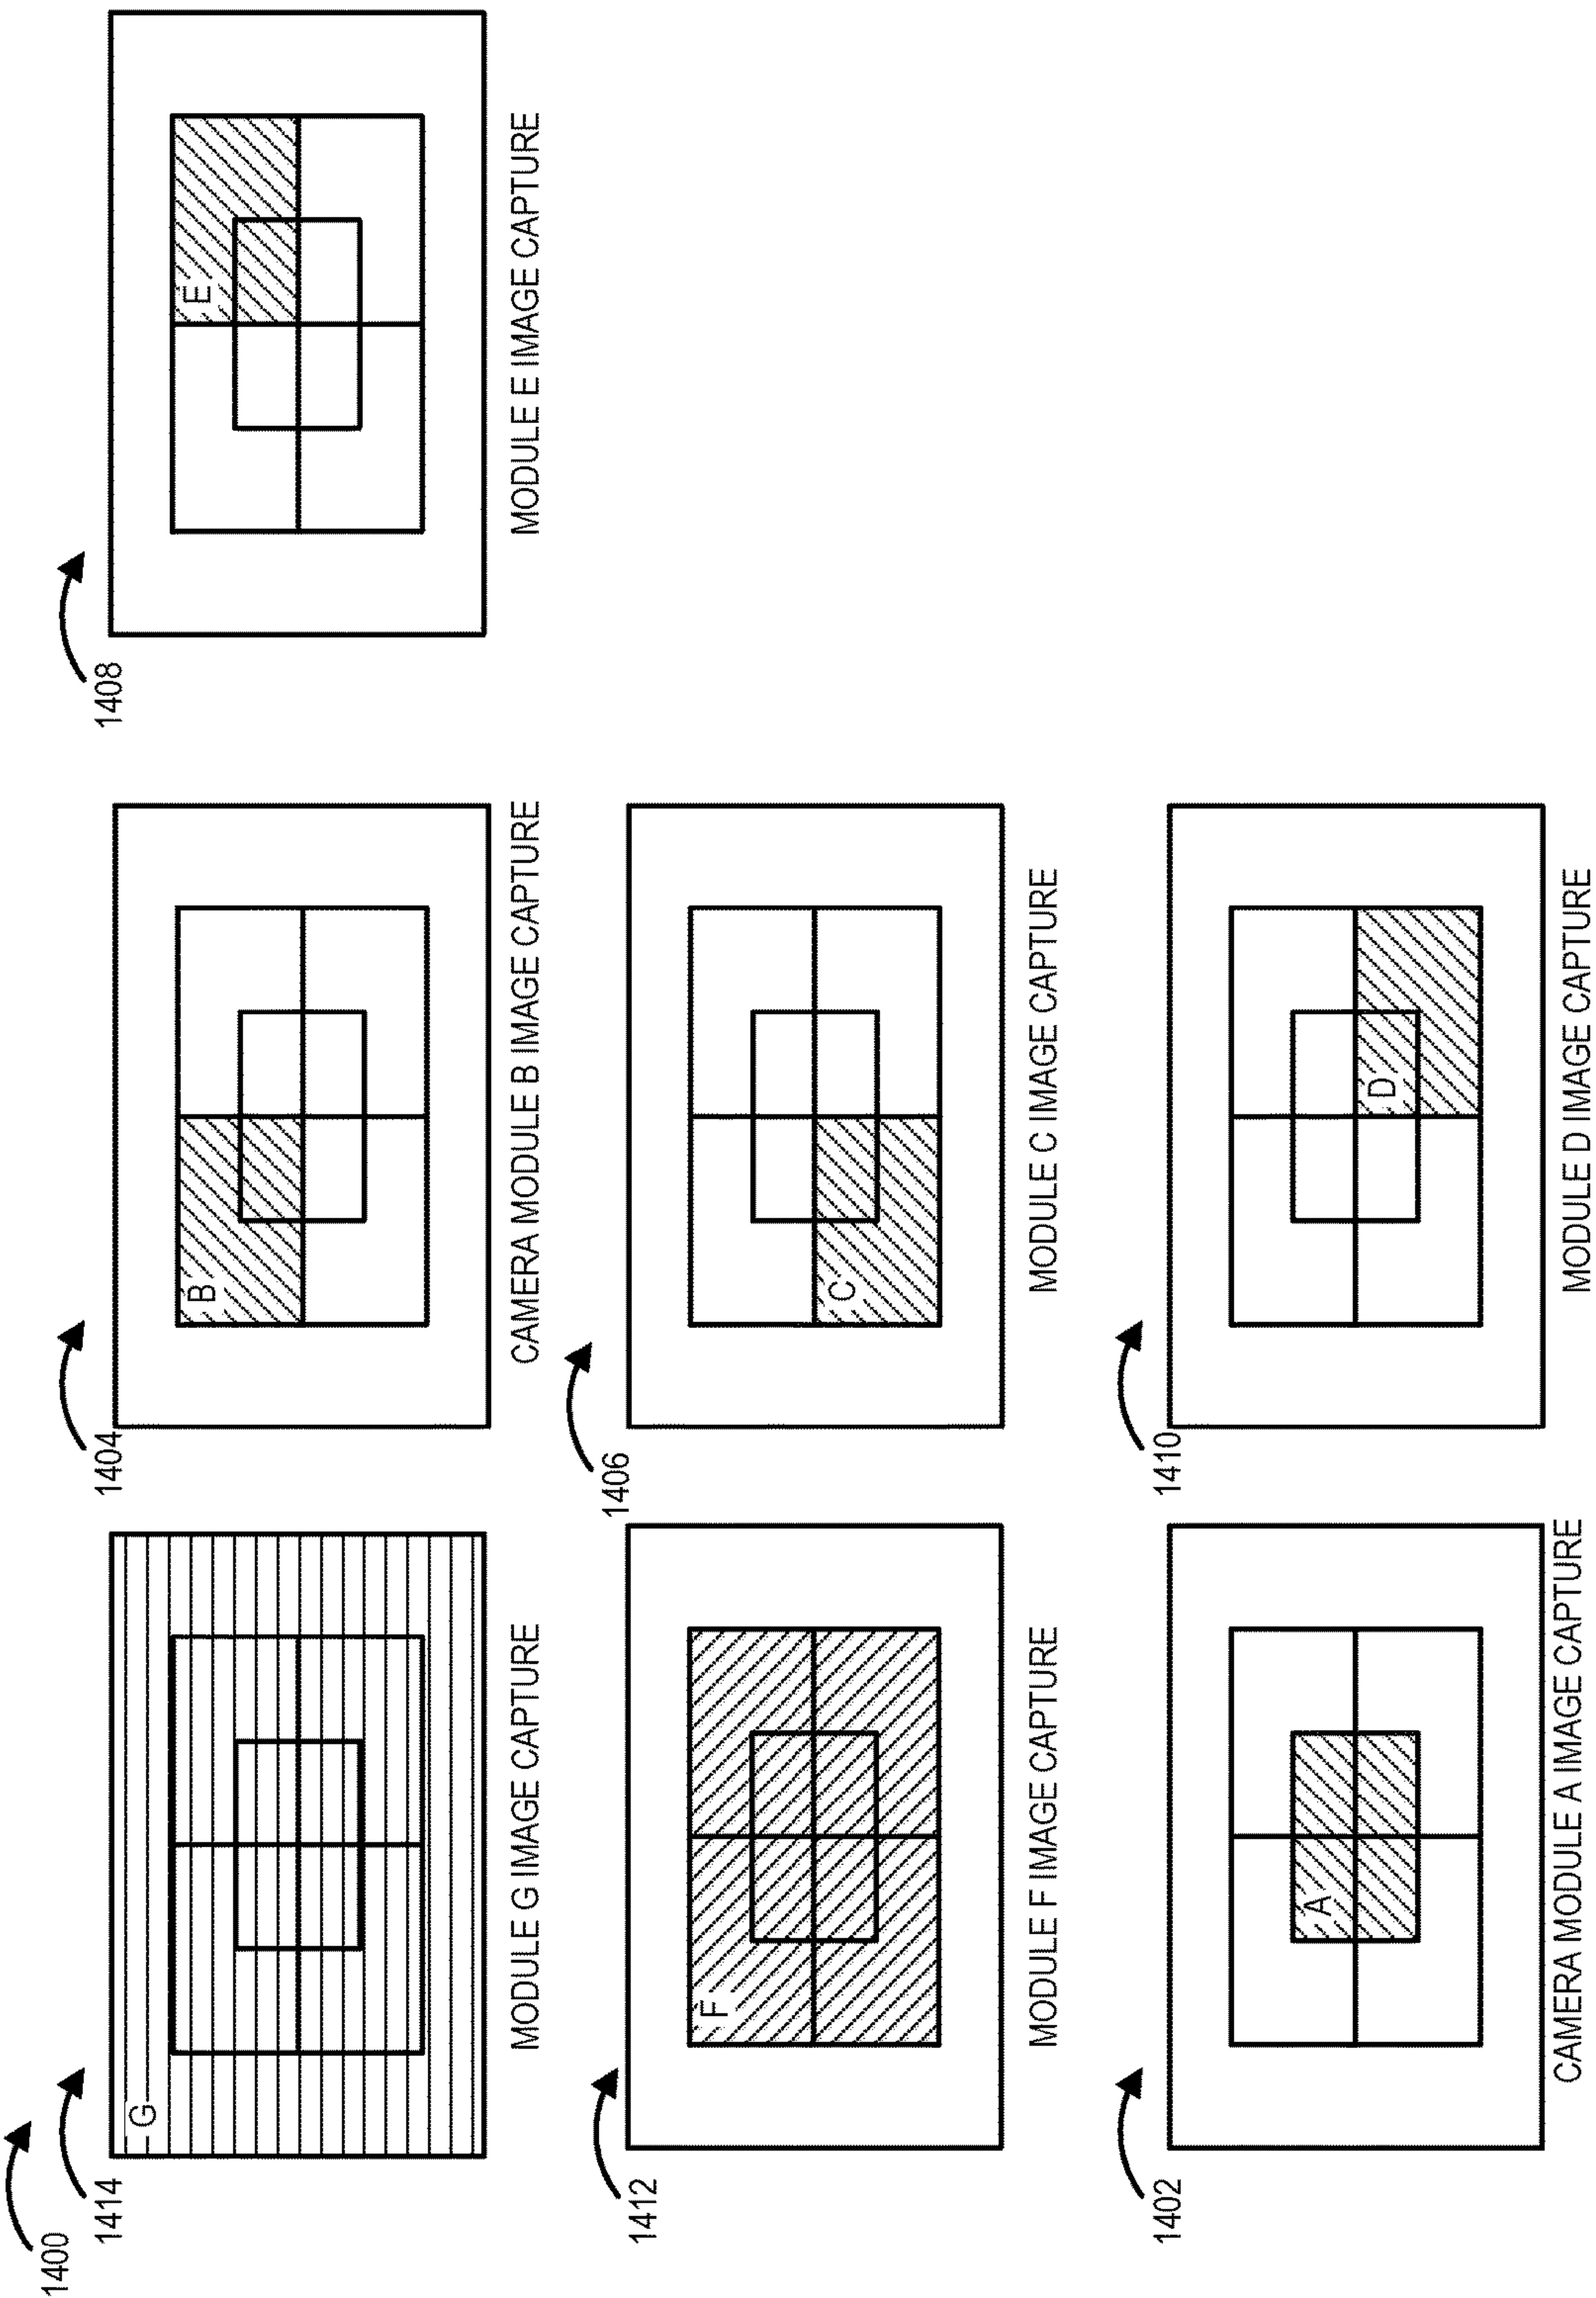 1400
1414
G
MODULE G IMAGE CAPTURE
1404
B
CAMERA MODULE B IMAGE CAPTURE
1408
E
MODULE E IMAGE CAPTURE
1412
F
MODULE F IMAGE CAPTURE
1406
C
MODULE C IMAGE CAPTURE
1402
A
CAMERA MODULE A IMAGE CAPTURE
1410
D
MODULE D IMAGE CAPTURE